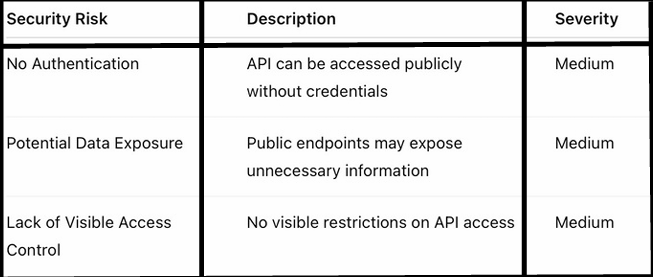 Security Risk Description Severity
No Authentication API can be accessed publicly Medium
without credentials
Potential Data Exposure Public endpoints may expose Medium
unnecessary information
Lack of Visible Access No visible restrictions on API access Medium
Control